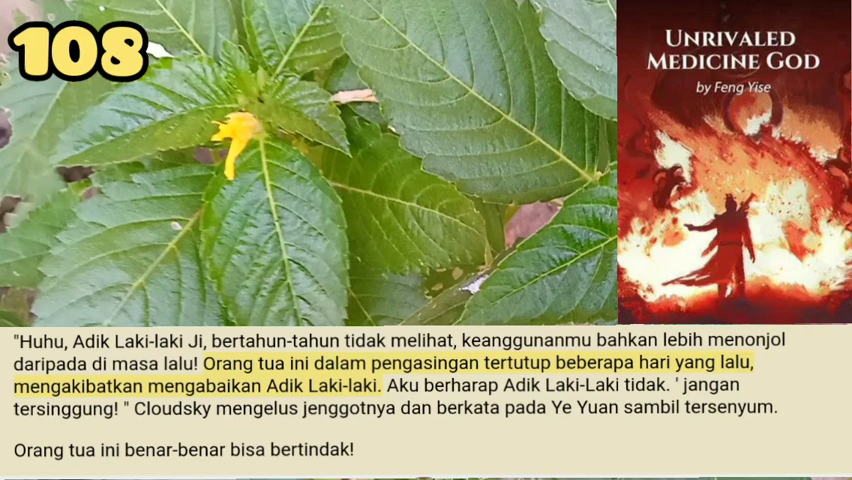 108
UNRIVALED
MEDICINE GOD
by Feng Yise
"Huhu, Adik Laki-laki Ji, bertahun-tahun tidak melihat, keanggunanmu bahkan lebih menonjol
daripada di masa lalu! Orang tua ini dalam pengasingan tertutup beberapa hari yang lalu,
mengakibatkan mengabaikan Adik Laki-laki. Aku berharap Adik Laki-Laki tidak. ' jangan
tersinggung! " Cloudsky mengelus jenggotnya dan berkata pada Ye Yuan sambil tersenyum.
Orang tua ini benar-benar bisa bertindak!